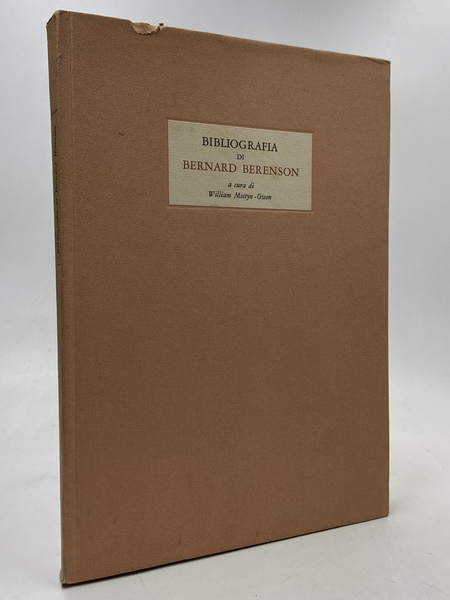 BIBLIOGRAFIA
DI
BERNARD BERENSON
a cura di
William Mostyn-Owen